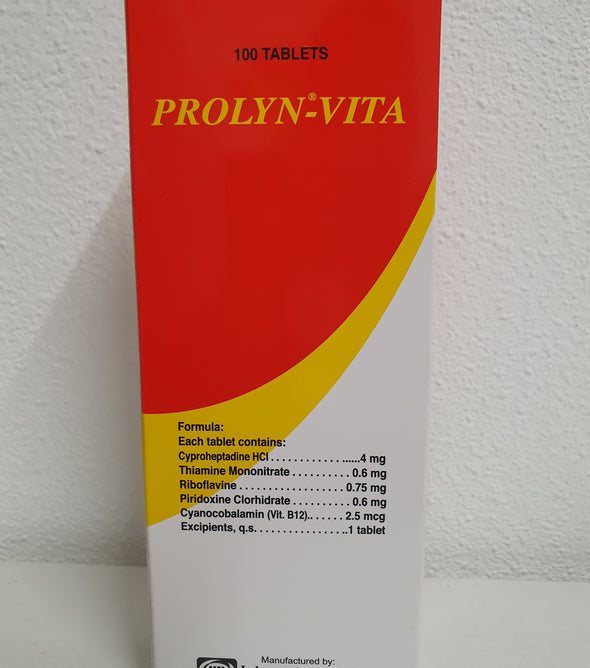 100 TABLETS
PROLYN®-VITA
Formula:
Each tablet contains:
Cyproheptadine HCl . . . . . . . . . . . . ......4 mg
Thiamine Mononitrate . . . . . . . . . . 0.6 mg
Riboflavine . . . . . . . . . . . . . . . . . . . 0.75 mg
Piridoxine Clorhidrate . . . . . . . . . . 0.6 mg
Cyanocobalamin (Vit. B12).. . . . . . 2.5 mcg
Excipients, q.s. . . . . . . . . . . . . . . ..1 tablet
Manufactured by: